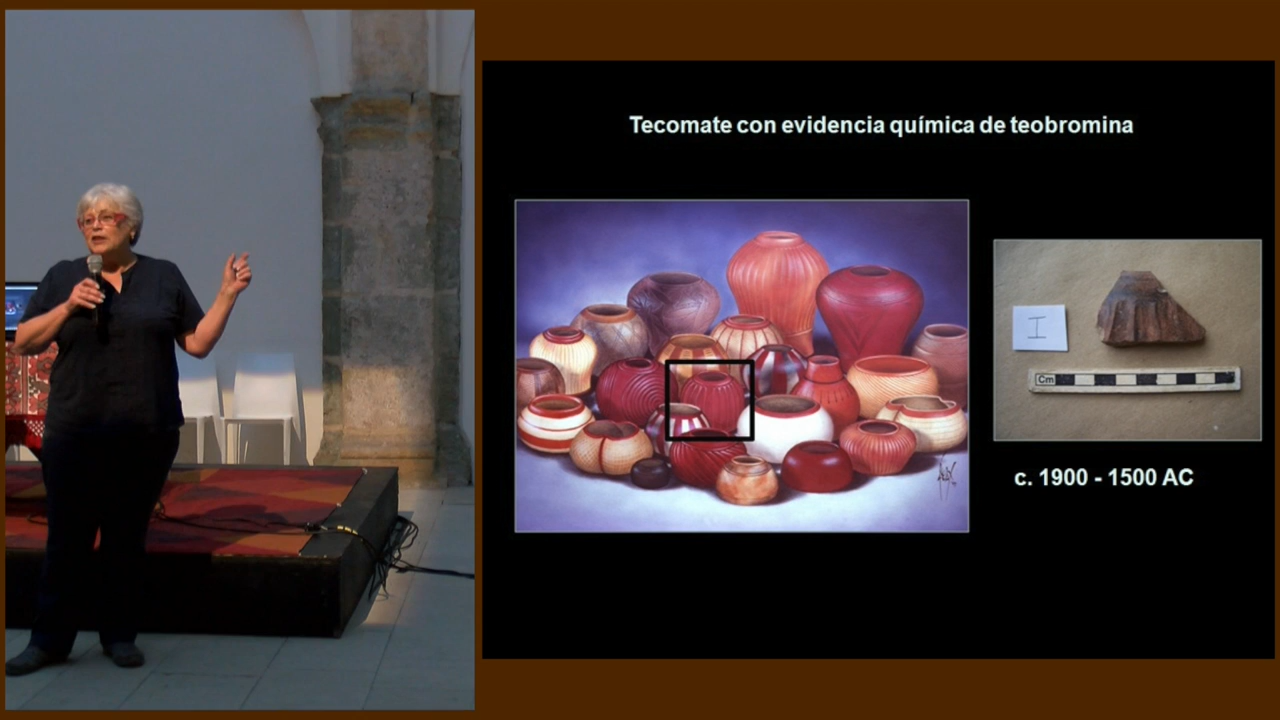 Tecomate con evidencia química de teobromina
I
Cm
c. 1900 - 1500 AC